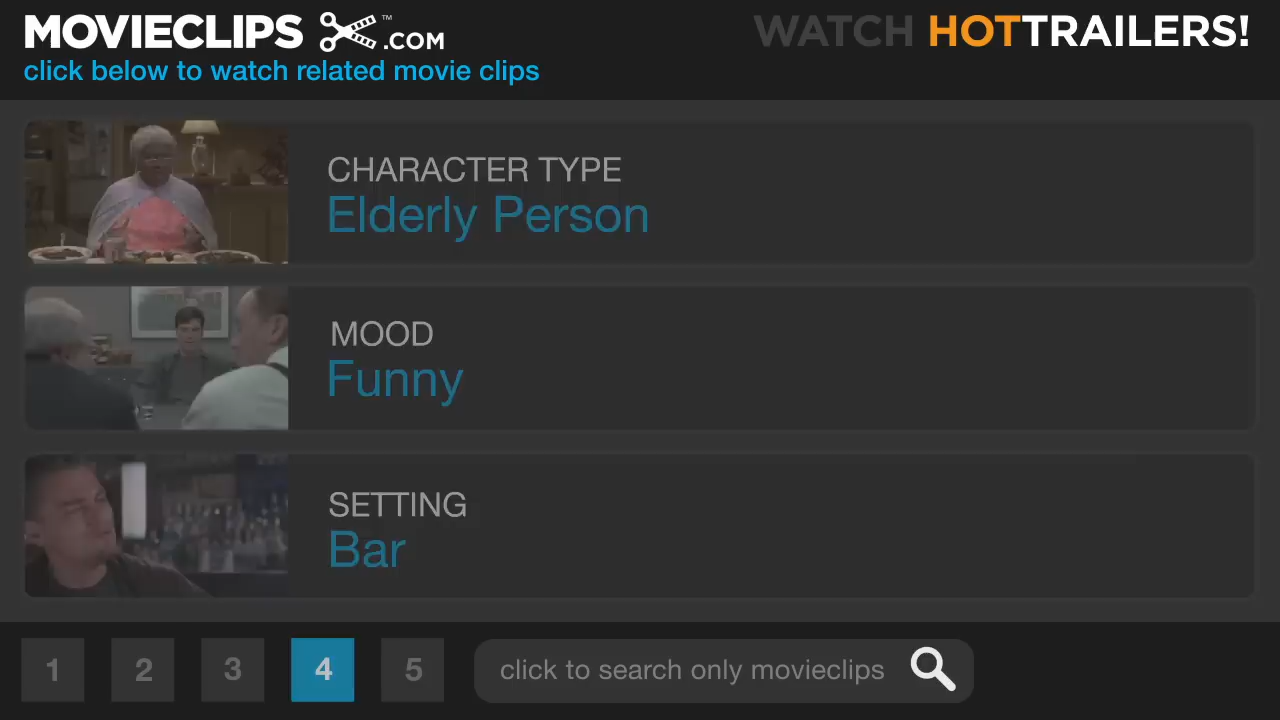 MOVIECLIPS ™ .COM
WATCH HOTTRAILERS!
click below to watch related movie clips
CHARACTER TYPE
Elderly Person
MOOD
Funny
SETTING
Bar
1 2 3 4 5 click to search only movieclips